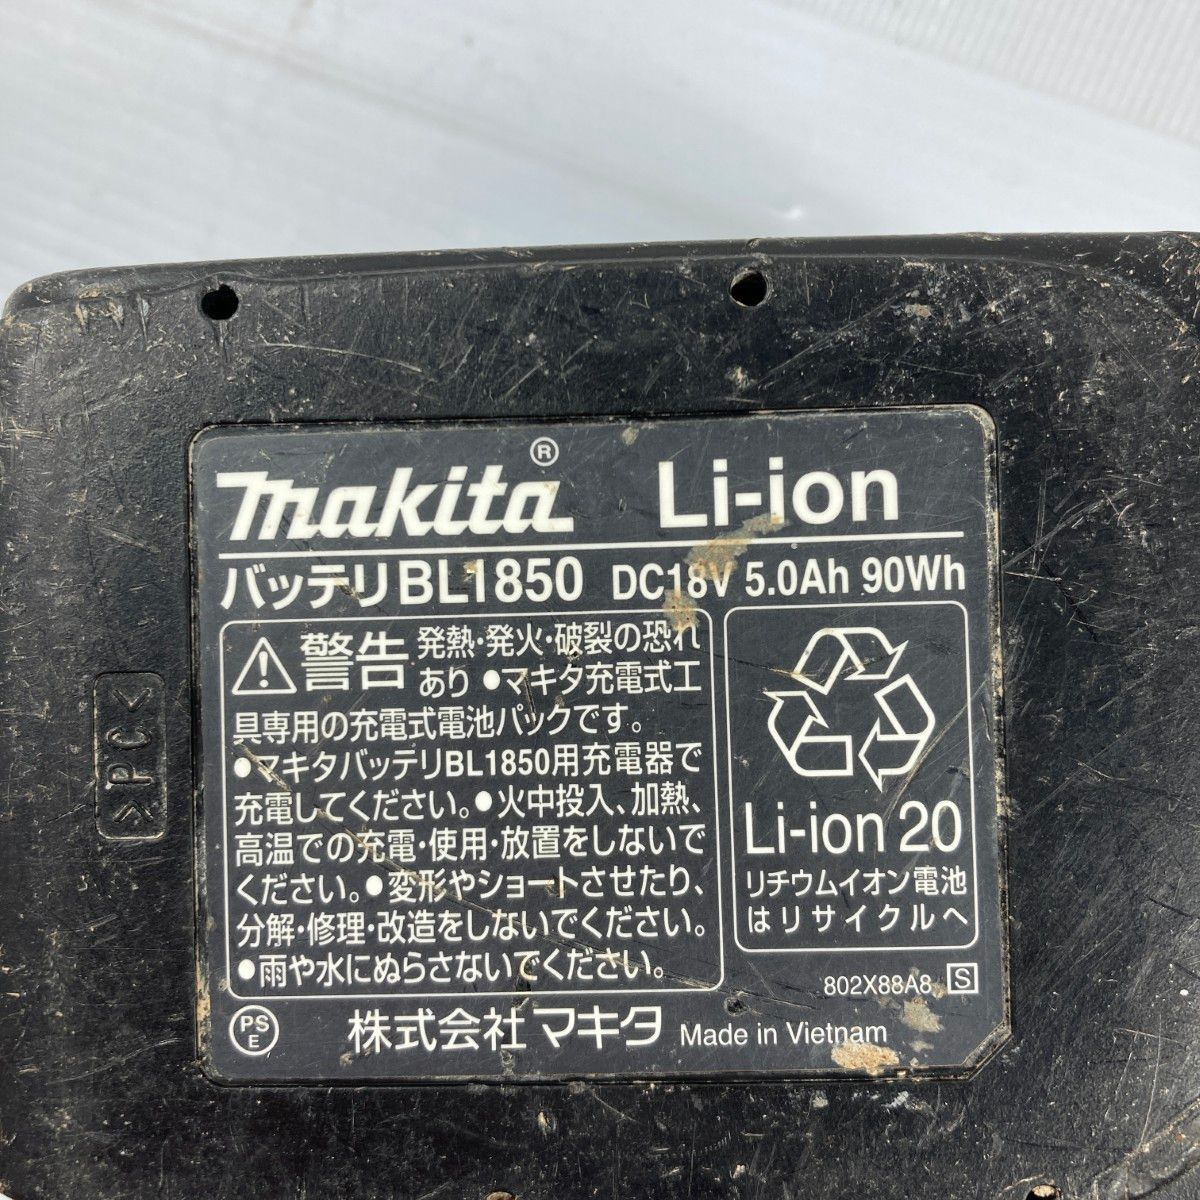 makita® Li-ion
バッテリBL1850 DC18V 5.0Ah 90Wh
警告 発熱・発火・破裂の恐れ
あり ●マキタ充電式工
具専用の充電式電池パックです。
●マキタバッテリBL1850用充電器で
充電してください。●火中投入、加熱、
高温での充電・使用・放置をしないで
ください。●変形やショートさせたり、
分解・修理・改造をしないでください。
●雨や水にぬらさないでください。
Li-ion 20
リチウムイオン電池
はリサイクルへ
802X88A8 S
PS
E
株式会社マキタ Made in Vietnam
>PC<